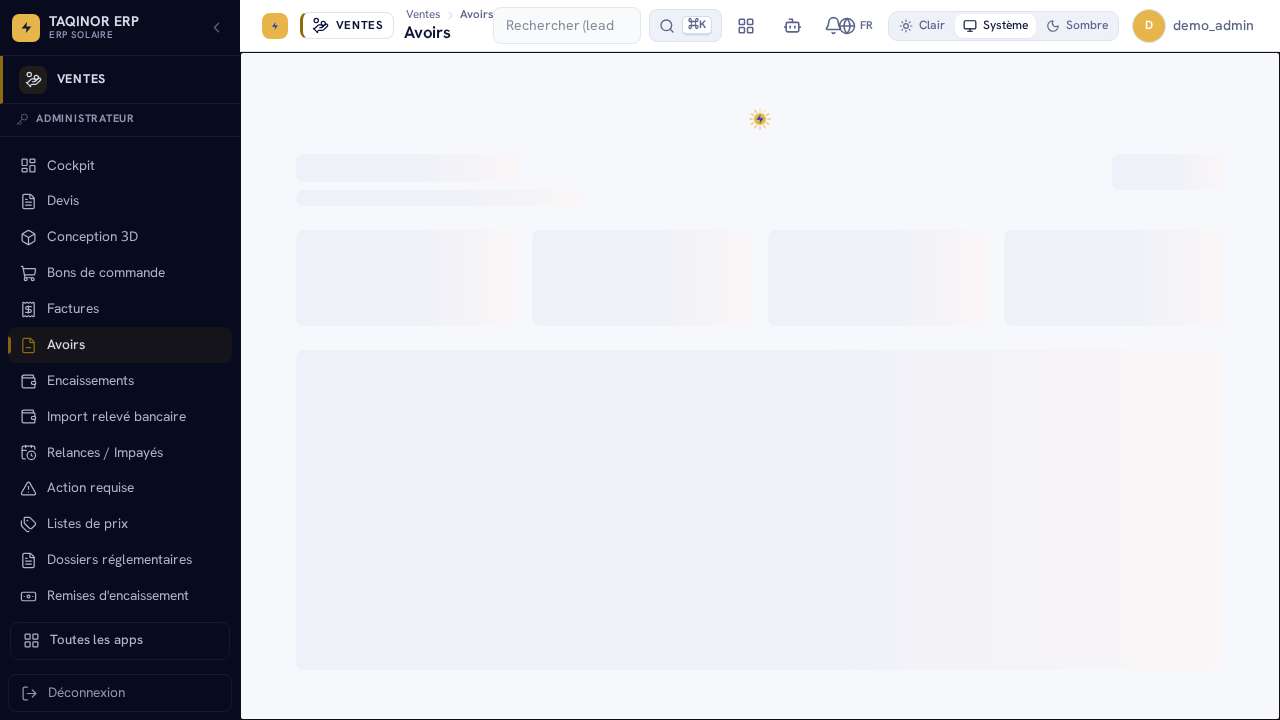 TAQINOR ERP
ERP SOLAIRE
VENTES
ADMINISTRATEUR
Cockpit
Devis
Conception 3D
Bons de commande
Factures
Avoirs
Encaissements
Import relevé bancaire
Relances / Impayés
Action requise
Listes de prix
Dossiers réglementaires
Remises d'encaissement
Toutes les apps
Déconnexion
VENTES
Ventes
Avoirs
Avoirs
Rechercher (lead
⌘K
FR
Clair
Système
Sombre
D
demo_admin